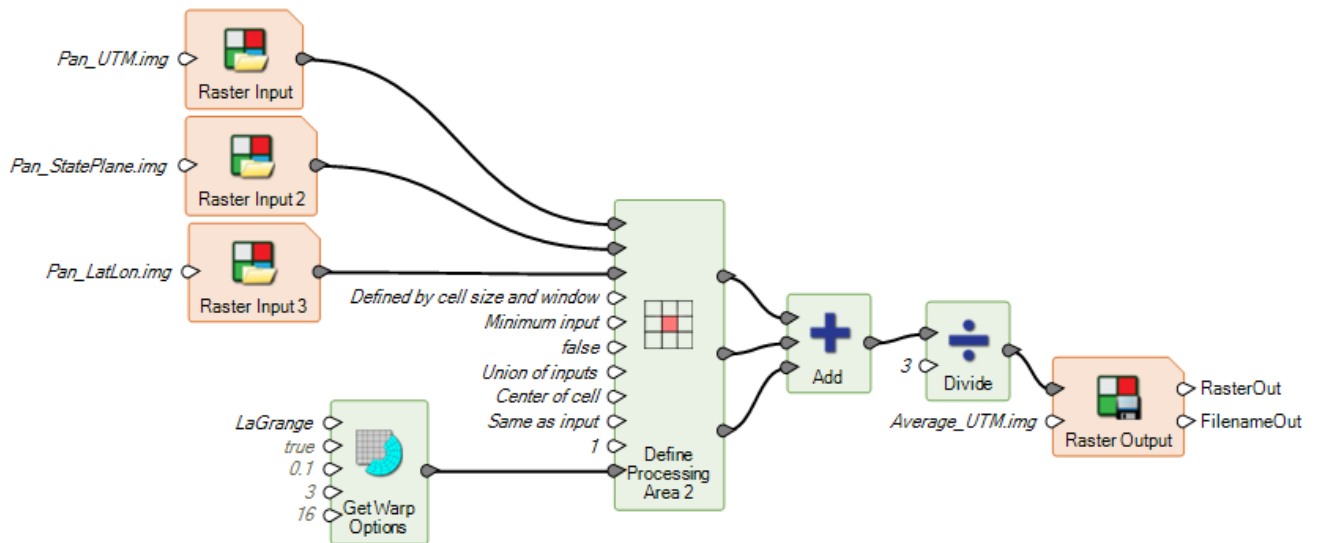 Pan_UTM.img
Raster Input
Pan_StatePlane.img
Raster Input 2
Pan_LatLon.img
Raster Input 3
Defined by cell size and window
Minimum input
false
Union of inputs
Center of cell
Same as input
1
Define
Processing
Area 2
LaGrange
true
0.1
3
16
Get Warp
Options
Add
3
Divide
Average_UTM.img
Raster Output
RasterOut
FilenameOut